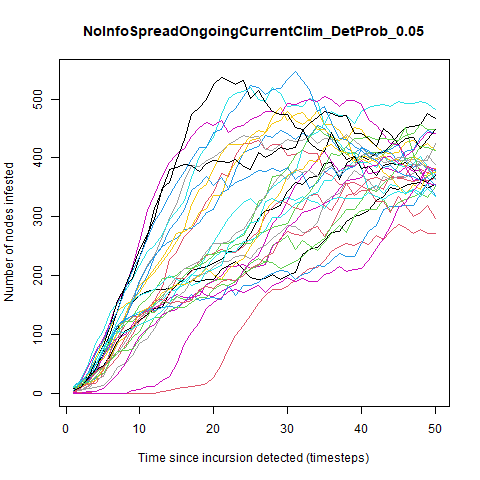 NoInfoSpreadOngoingCurrentClim_DetProb_0.05
Number of nodes infested
500
400
300
200
100
0
0 10 20 30 40 50
Time since incursion detected (timesteps)